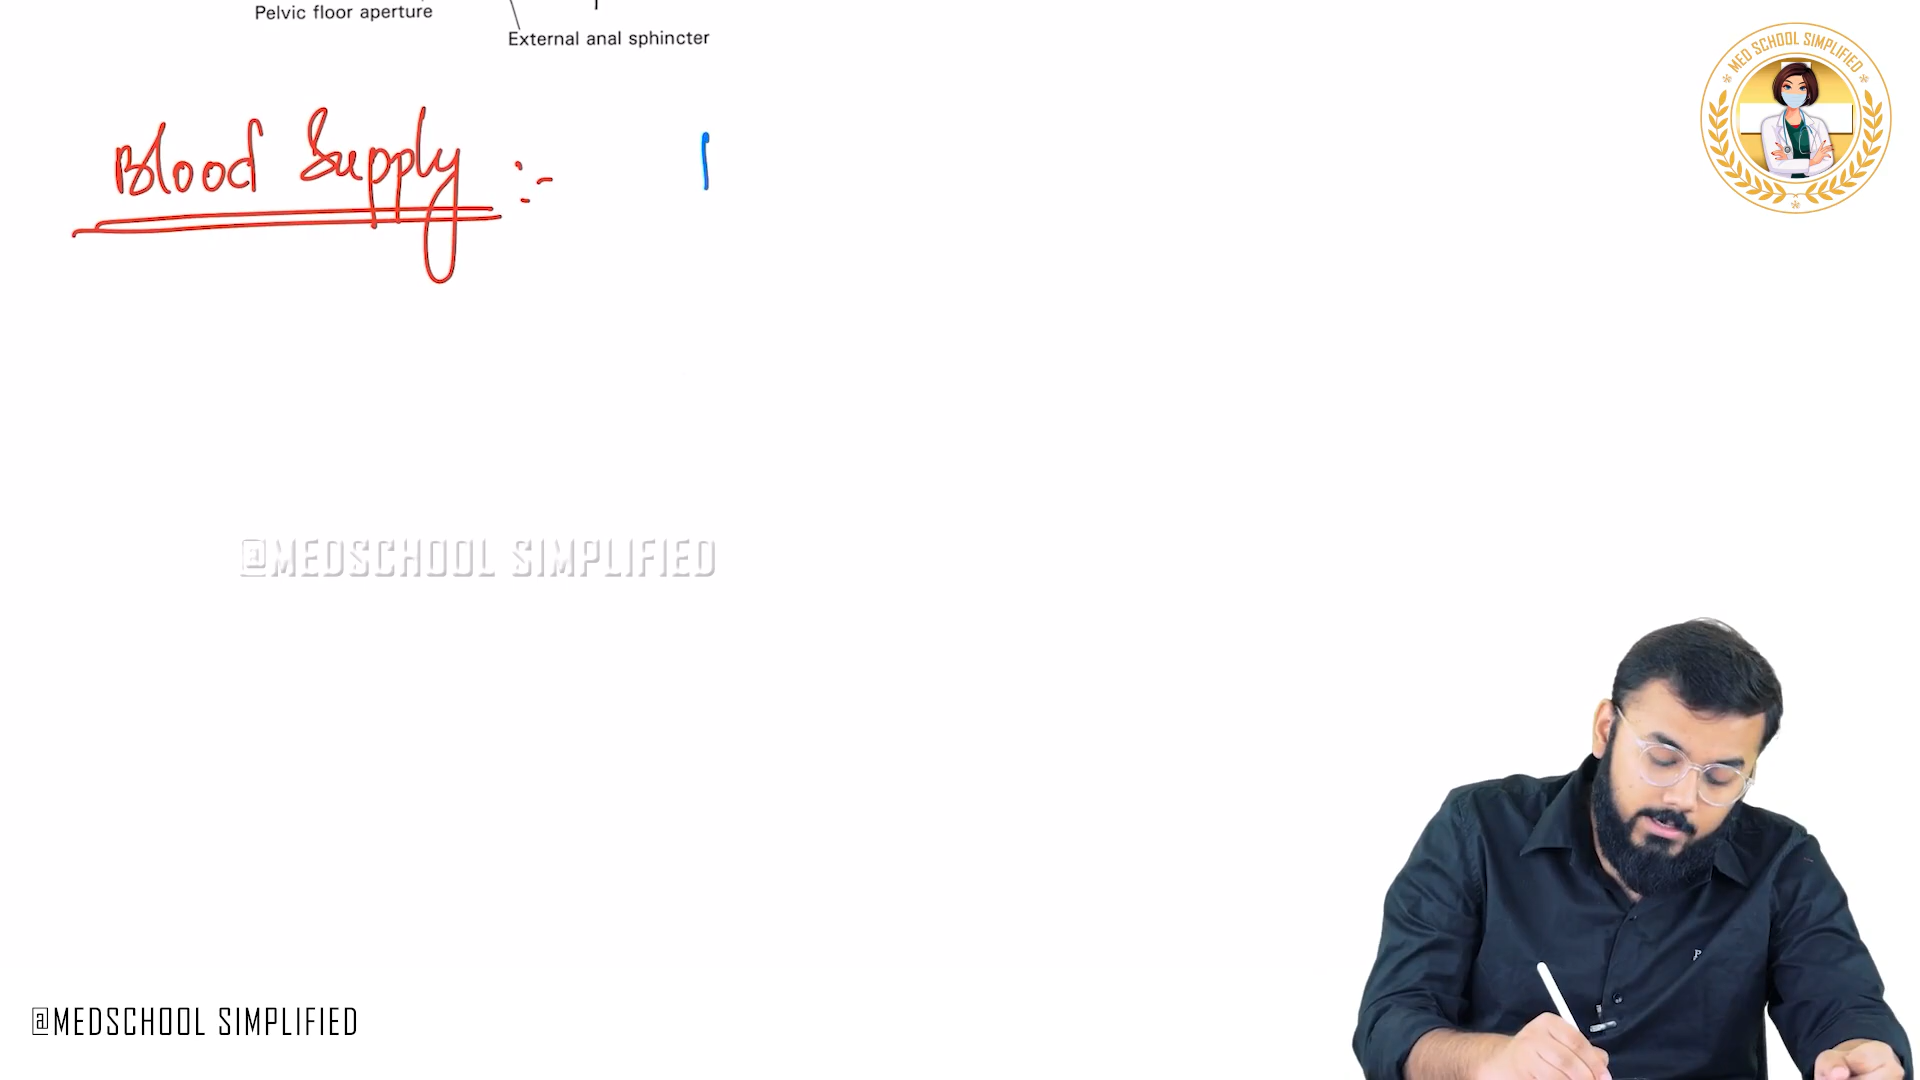 Pelvic floor aperture
External anal sphincter
MED SCHOOL SIMPLIFIED
Blood Supply :-
@MEDSCHOOL SIMPLIFIED
P
@MEDSCHOOL SIMPLIFIED